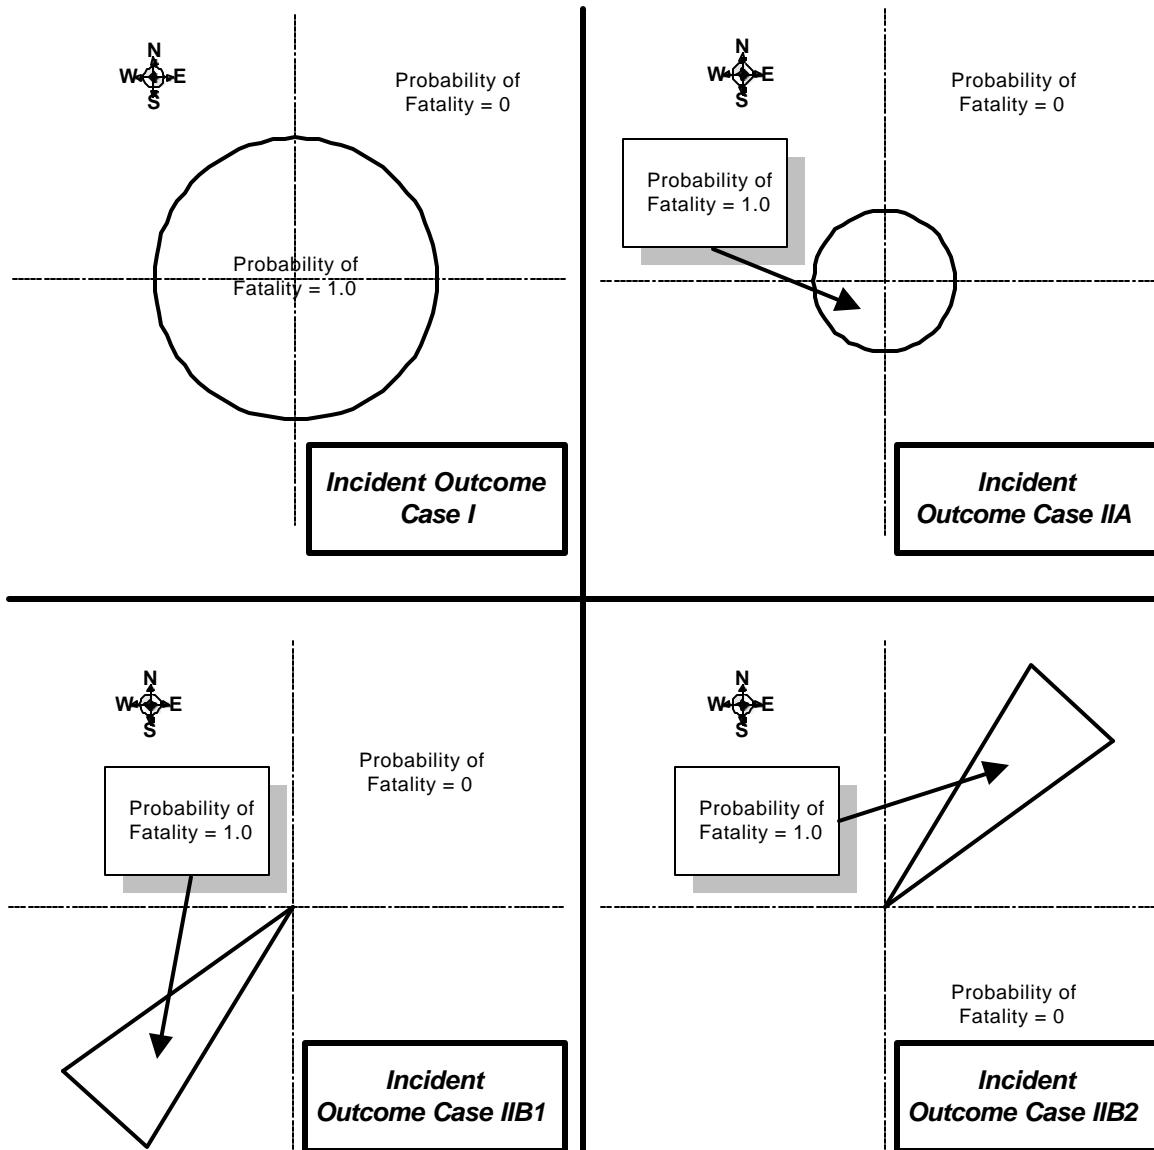 N
W E
S
Probability of
Fatality = 0
Probability of
Fatality = 1.0
Incident Outcome
Case I
N
W E
S
Probability of
Fatality = 0
Probability of
Fatality = 1.0
Incident
Outcome Case IIA
N
W E
S
Probability of
Fatality = 0
Probability of
Fatality = 1.0
Incident
Outcome Case IIB1
N
W E
S
Probability of
Fatality = 1.0
Probability of
Fatality = 0
Incident
Outcome Case IIB2